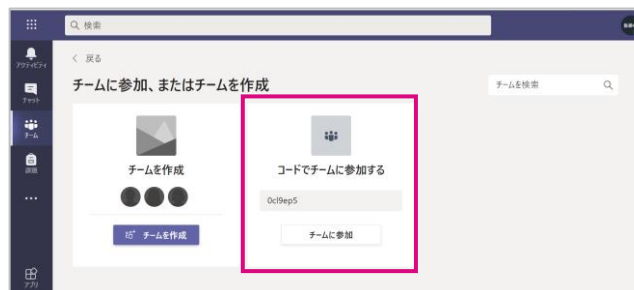 検索
アクティビティ
< 戻る
チームに参加、またはチームを作成
チームを検索
チャット
チーム
チームを作成
コードでチームに参加する
課題
0cl9ep5
チームを作成
チームに参加
アプリ